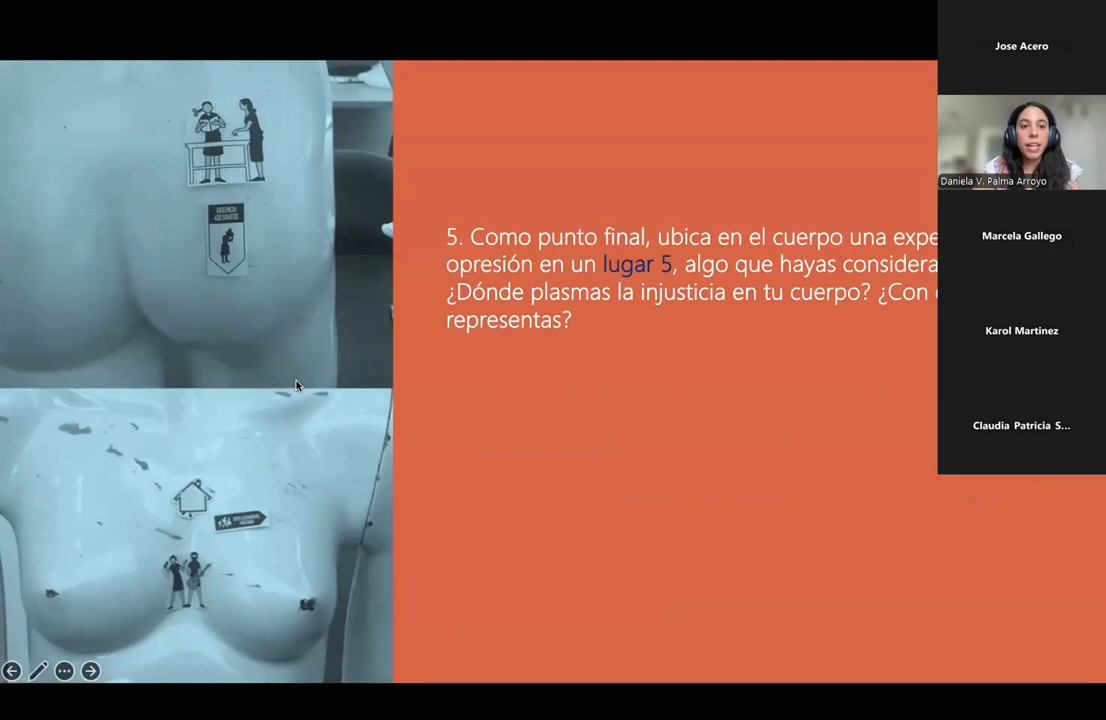 Jose Acero
Daniela V. Palma Arroyo
Marcela Gallego
Karol Martinez
Claudia Patricia S...
5. Como punto final, ubica en el cuerpo una expe
opresión en un lugar 5, algo que hayas considera
¿Dónde plasmas la injusticia en tu cuerpo? ¿Con
representas?
VIOLENCIA